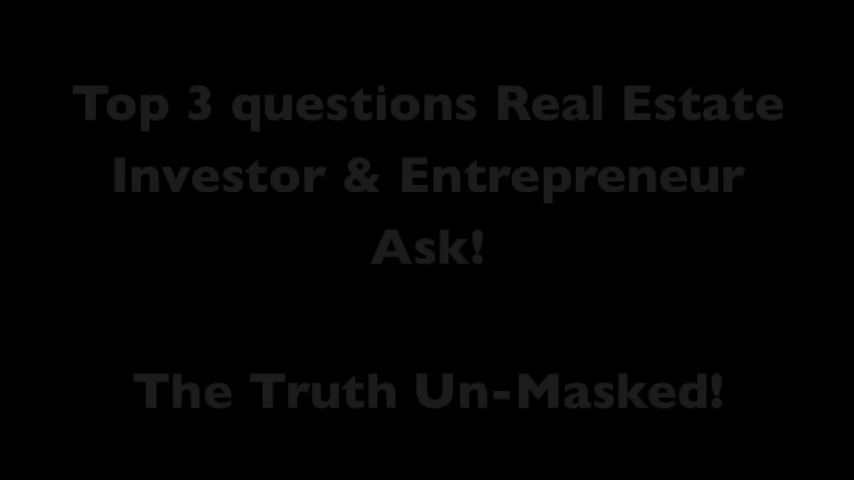 Top 3 questions Real Estate
Investor & Entrepreneur
Ask!
The Truth Un-Masked!